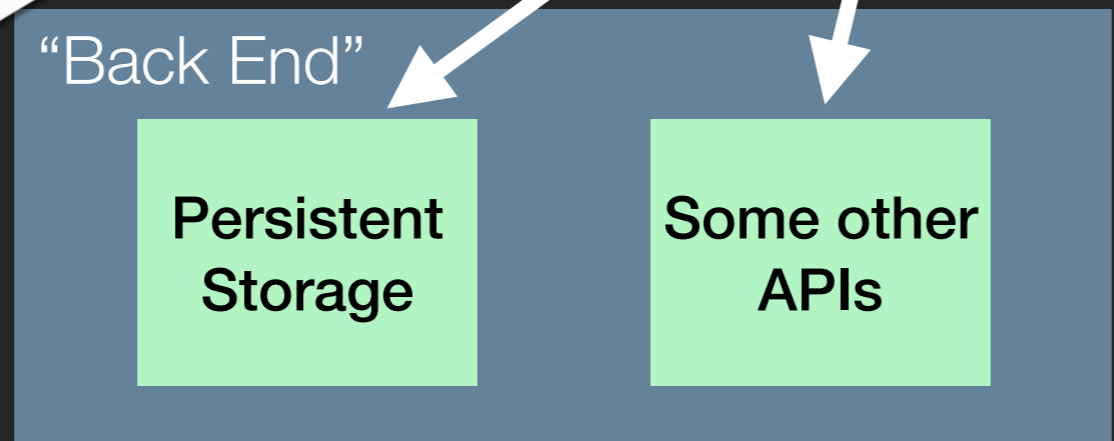 “Back End”
Persistent
Storage
Some other
APIs